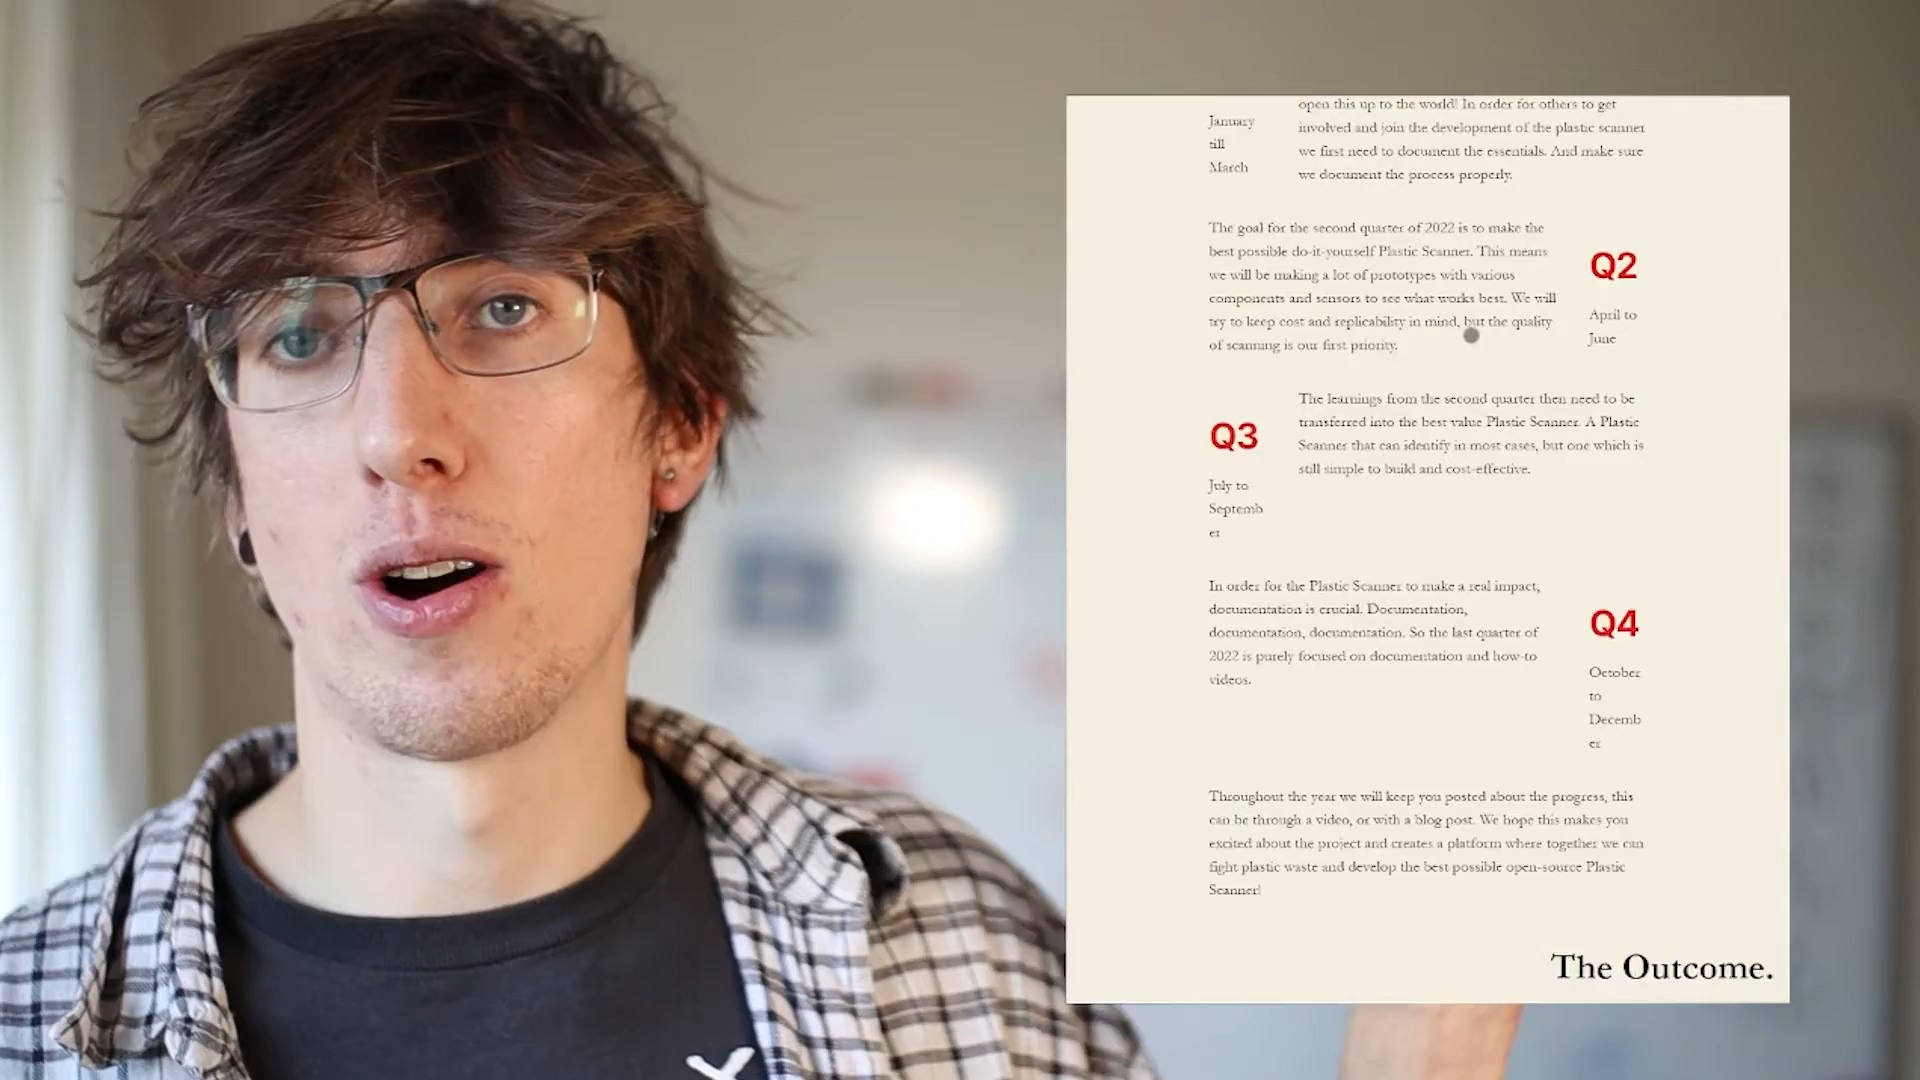 January
till
March
open this up to the world! In order for others to get
involved and join the development of the plastic scanner
we first need to document the essentials. And make sure
we document the process properly.
The goal for the second quarter of 2022 is to make the
best possible do-it-yourself Plastic Scanner. This means
we will be making a lot of prototypes with various
components and sensors to see what works best. We will
try to keep cost and replicability in mind, but the quality
of scanning is our first priority.
Q2
April to
June
Q3
July to
Septemb
er
The learnings from the second quarter then need to be
transferred into the best value Plastic Scanner. A Plastic
Scanner that can identify in most cases, but one which is
still simple to build and cost-effective.
In order for the Plastic Scanner to make a real impact,
documentation is crucial. Documentation,
documentation, documentation. So the last quarter of
2022 is purely focused on documentation and how-to
videos.
Q4
October
to
Decemb
er
Throughout the year we will keep you posted about the progress, this
can be through a video, or with a blog post. We hope this makes you
excited about the project and creates a platform where together we can
fight plastic waste and develop the best possible open-source Plastic
Scanner!
The Outcome.